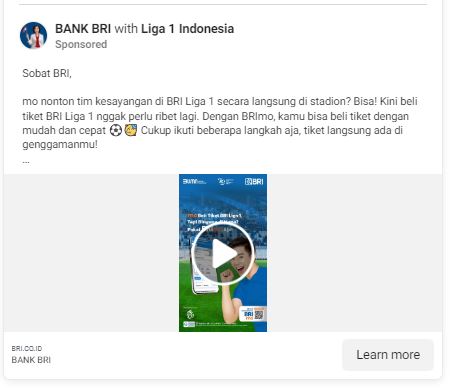 BANK BRI with Liga 1 Indonesia
Sponsored
Sobat BRI,
mo nonton tim kesayangan di BRI Liga 1 secara langsung di stadion? Bisa! Kini beli
tiket BRI Liga 1 nggak perlu ribet lagi. Dengan BRImo, kamu bisa beli tiket dengan
mudah dan cepat ⚽🥳 Cukup ikuti beberapa langkah aja, tiket langsung ada di
genggamanmu!
...
BUMN
BRI
mo Beli Tiket BRI Liga 1,
BRI
mo
BRI.CO.ID
BANK BRI
Learn more